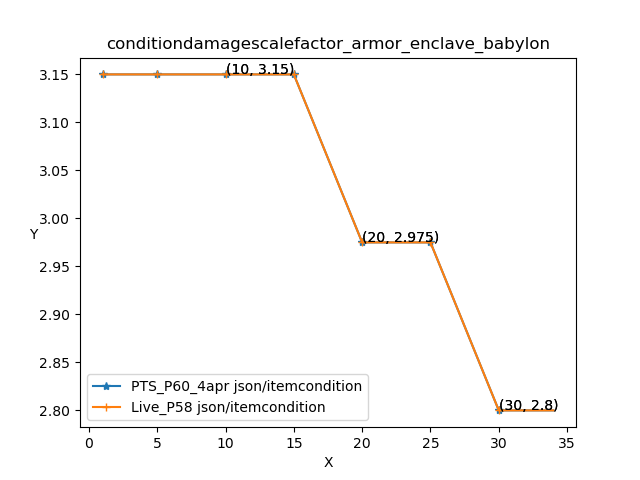 conditiondamagescalefactor_armor_enclave_babylon
3.15
3.10
3.05
3.00
2.95
2.90
2.85
2.80
Y
(10, 3.15)
(20, 2.975)
(30, 2.8)
PTS_P60_4apr json/itemcondition
Live_P58 json/itemcondition
0 5 10 15 20 25 30 35
X